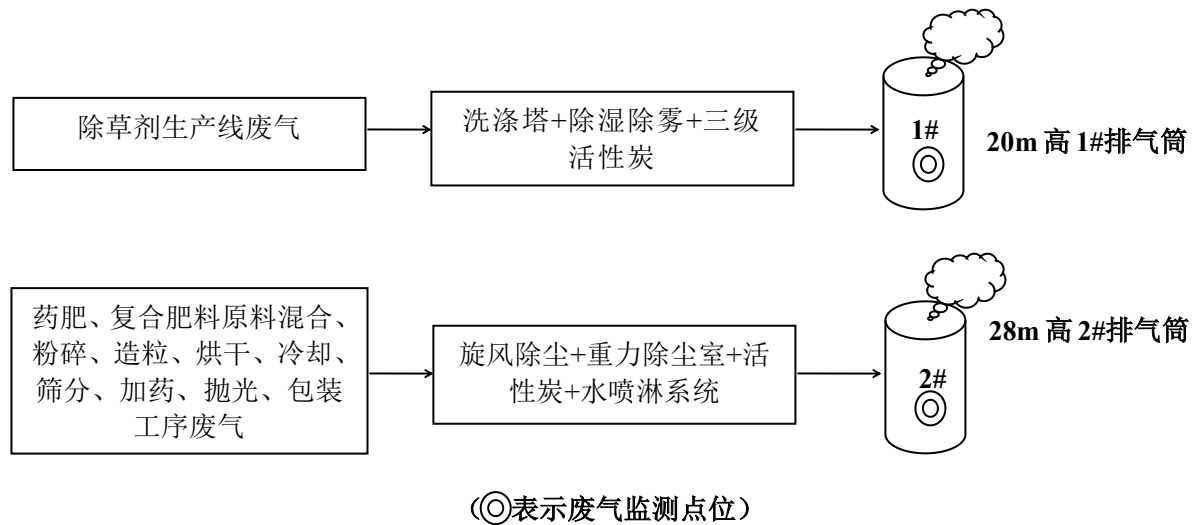 除草剂生产线废气
洗涤塔+除湿除雾+三级
活性炭
1#
20m 高 1#排气筒
药肥、复合肥料原料混合、
粉碎、造粒、烘干、冷却、
筛分、加药、抛光、包装
工序废气
旋风除尘+重力除尘室+活
性炭+水喷淋系统
2#
28m 高 2#排气筒
（◎表示废气监测点位）